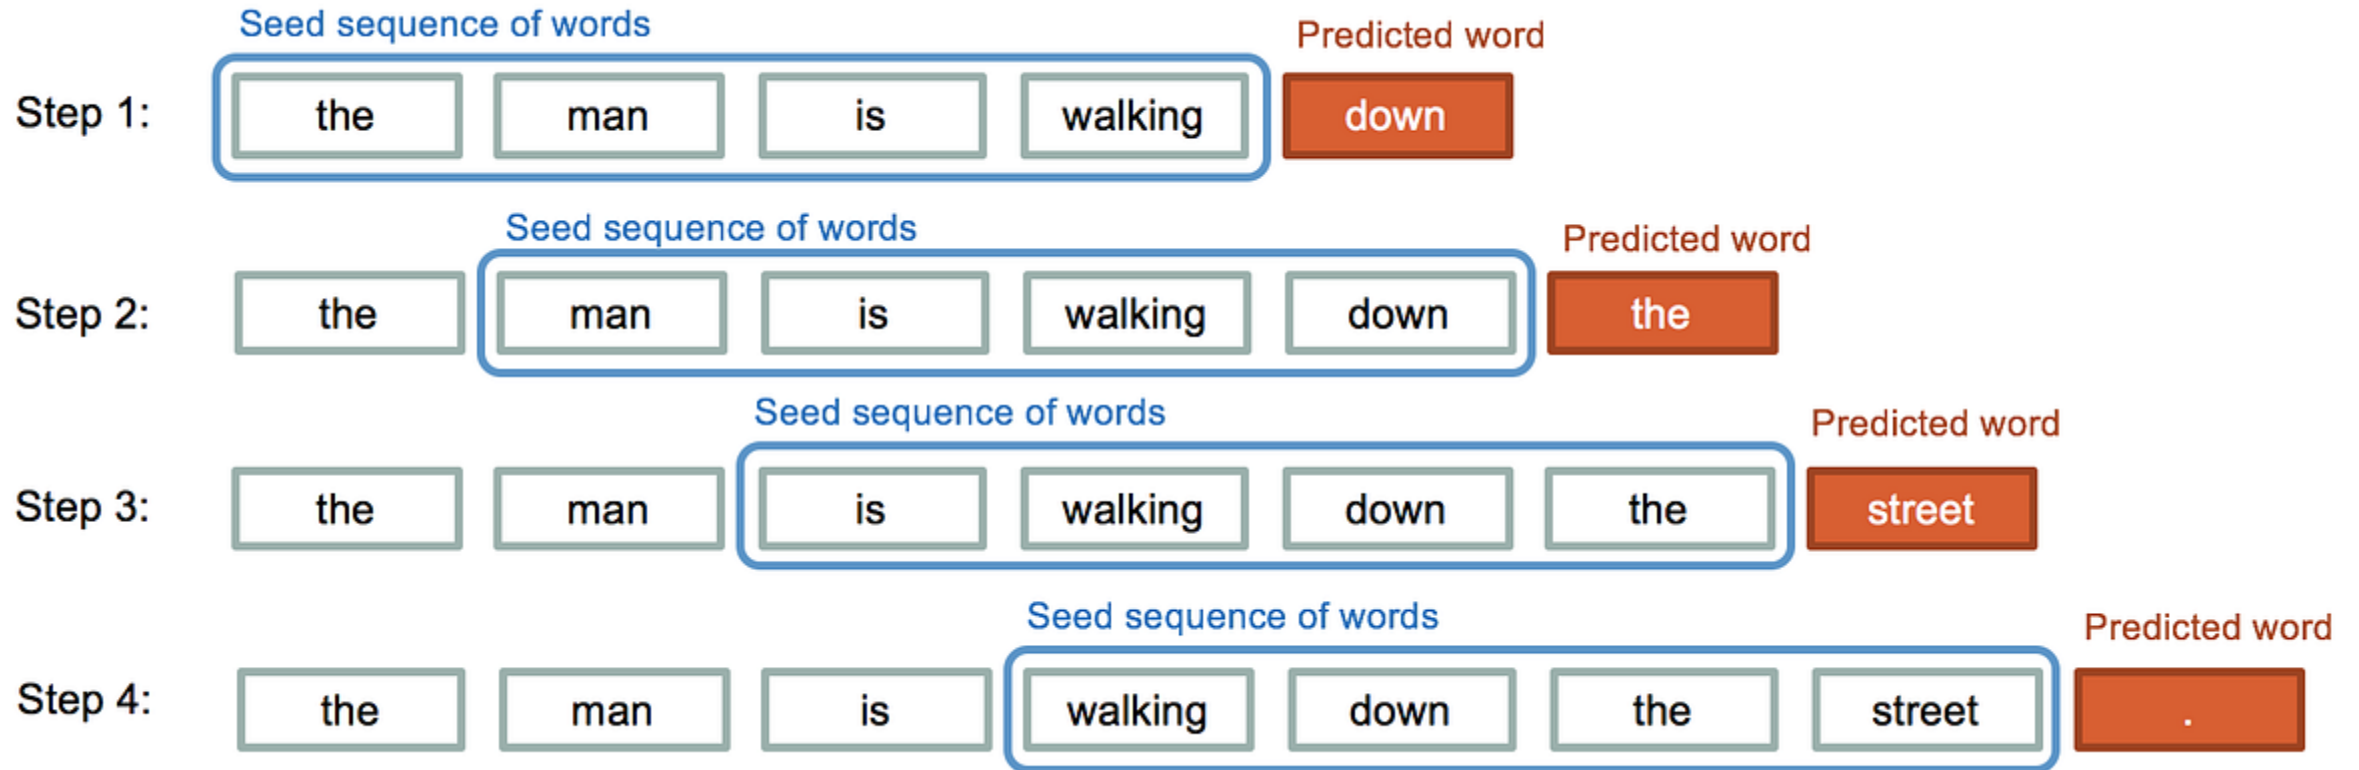 Seed sequence of words Predicted word
Step 1: the man is walking down
Seed sequence of words Predicted word
Step 2: the man is walking down the
Seed sequence of words Predicted word
Step 3: the man is walking down the street
Seed sequence of words Predicted word
Step 4: the man is walking down the street .